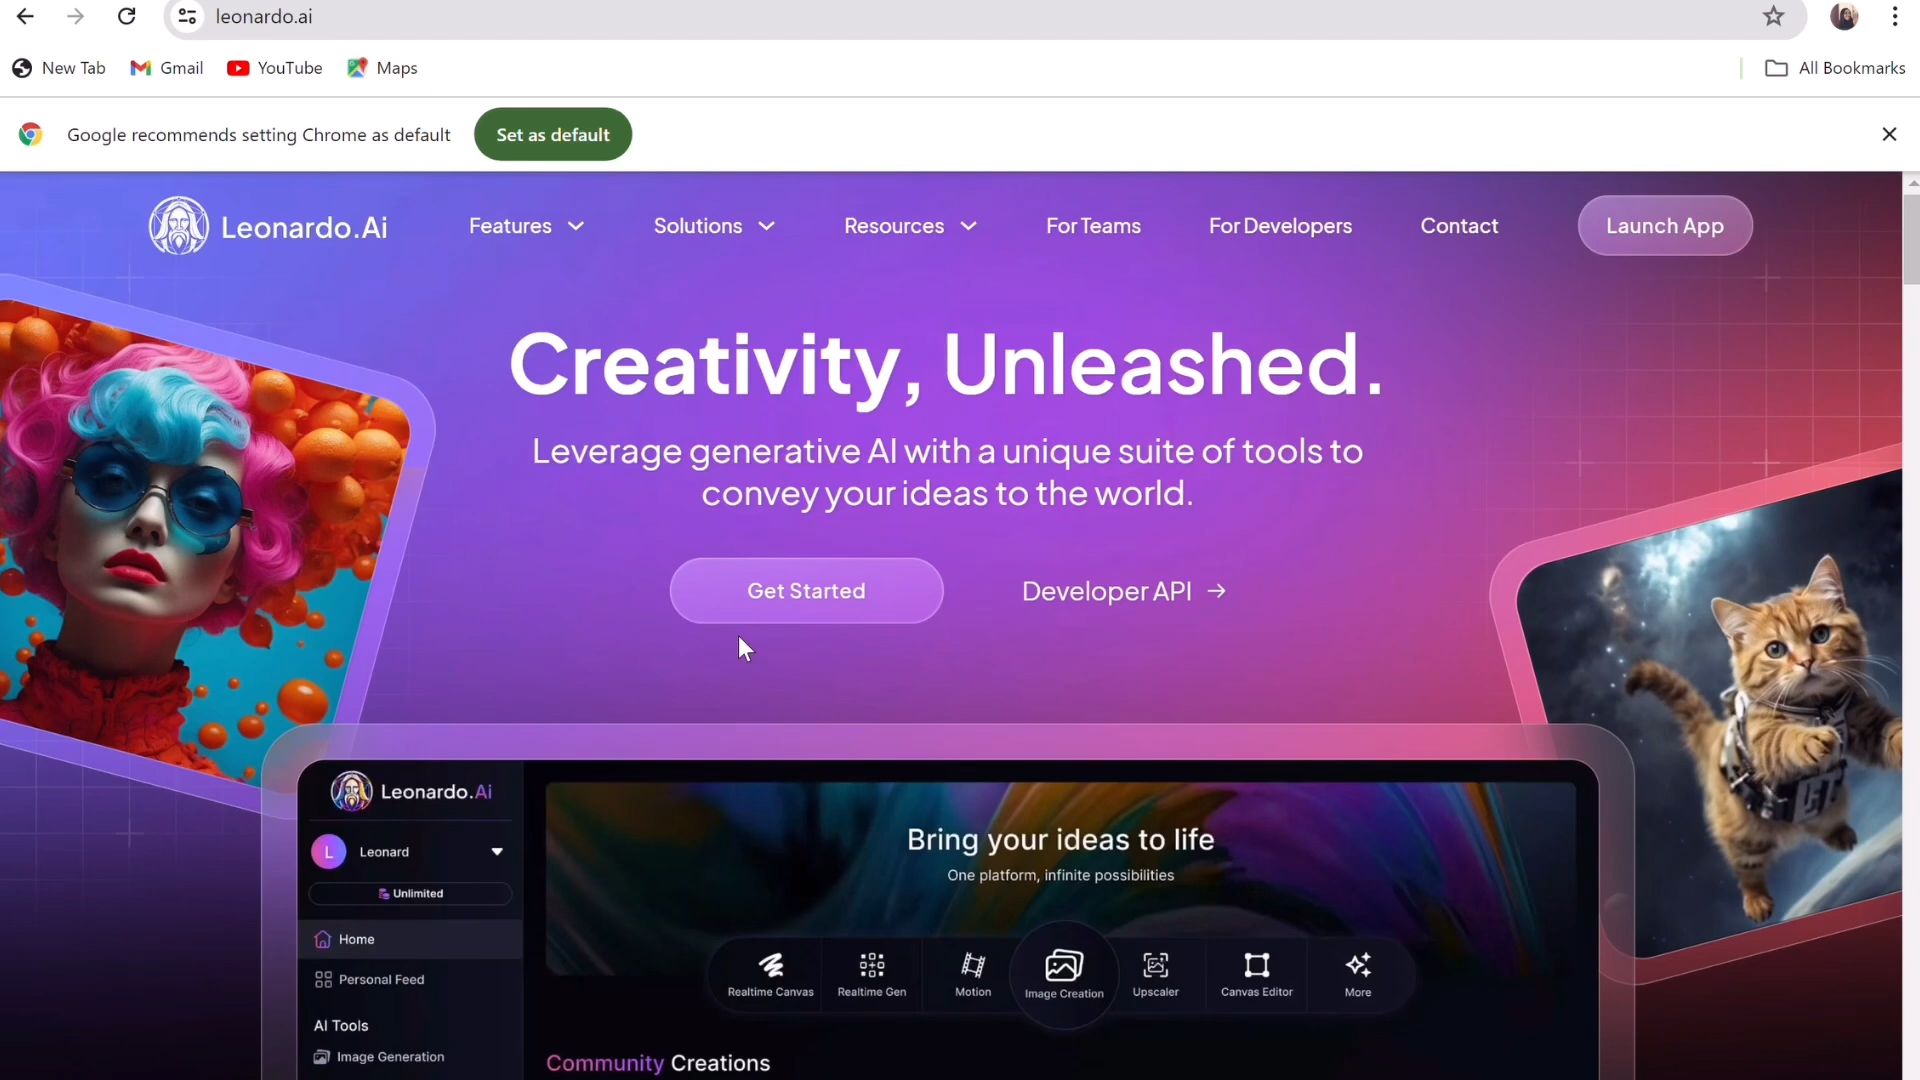 leonardo.ai
New Tab Gmail YouTube Maps All Bookmarks
Google recommends setting Chrome as default Set as default
Leonardo.Ai Features Solutions Resources For Teams For Developers Contact Launch App
Creativity, Unleashed.
Leverage generative AI with a unique suite of tools to
convey your ideas to the world.
Get Started Developer API →
Leonardo.Ai
L Leonard
Unlimited
Home
Personal Feed
AI Tools
Image Generation
Bring your ideas to life
One platform, infinite possibilities
Realtime Canvas Realtime Gen Motion Image Creation Upscaler Canvas Editor More
Community Creations